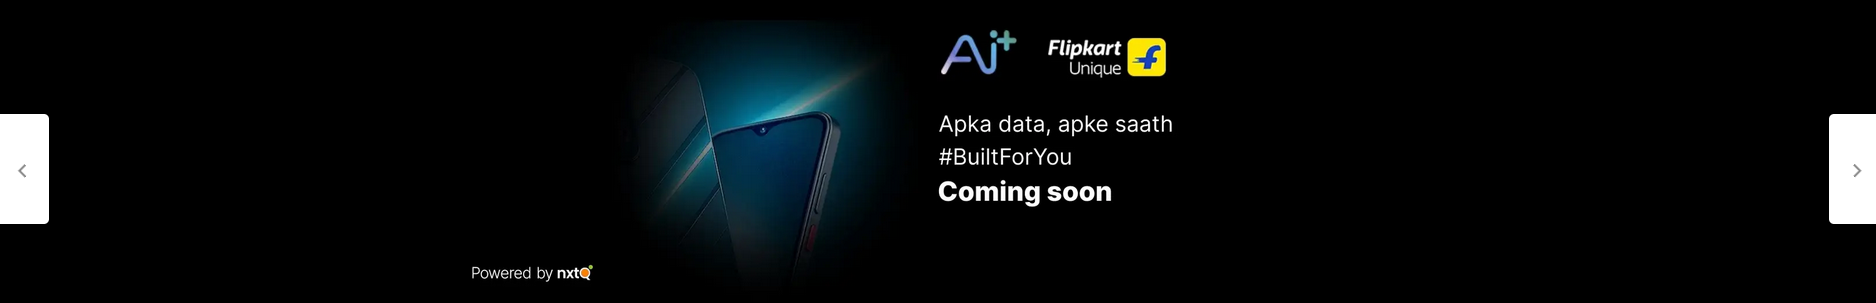 Ai+
Flipkart
Unique
Apka data, apke saath
#BuiltForYou
Coming soon
Powered by nxtQ